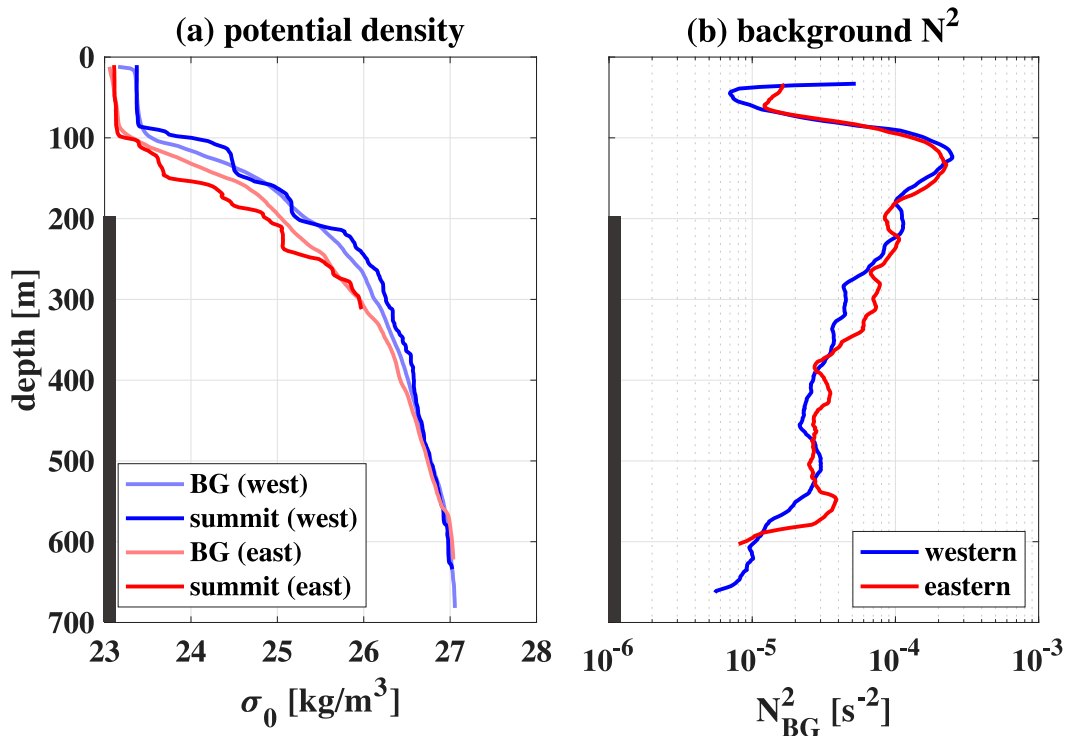 (a) potential density
(b) background N²
0
100
200
300
400
500
600
700
depth [m]
BG (west)
summit (west)
BG (east)
summit (east)
23 24 25 26 27 28
σ₀ [kg/m³]
western
eastern
10⁻⁶ 10⁻⁵ 10⁻⁴ 10⁻³
N²_BG [s⁻²]